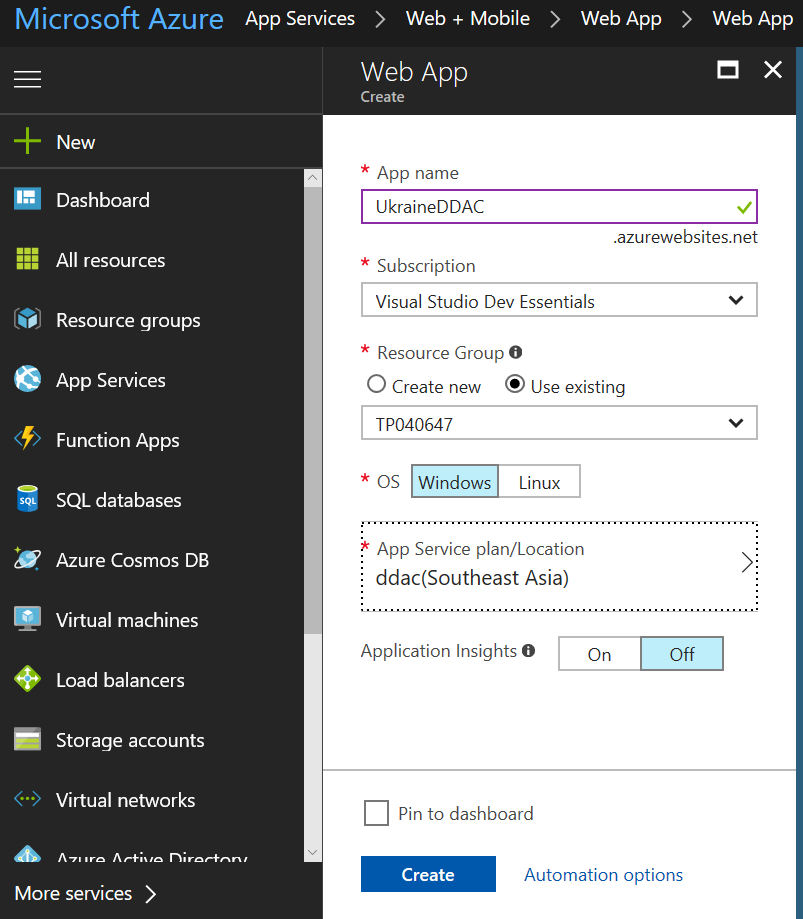 Microsoft Azure App Services > Web + Mobile > Web App > Web App
Web App
Create
New
Dashboard
All resources
Resource groups
App Services
Function Apps
SQL databases
Azure Cosmos DB
Virtual machines
Load balancers
Storage accounts
Virtual networks
Azure Active Directory
More services >
* App name
UkraineDDAC
.azurewebsites.net
* Subscription
Visual Studio Dev Essentials
* Resource Group
Create new Use existing
TP040647
* OS Windows Linux
* App Service plan/Location
ddac(Southeast Asia)
Application Insights On Off
Pin to dashboard
Create Automation options